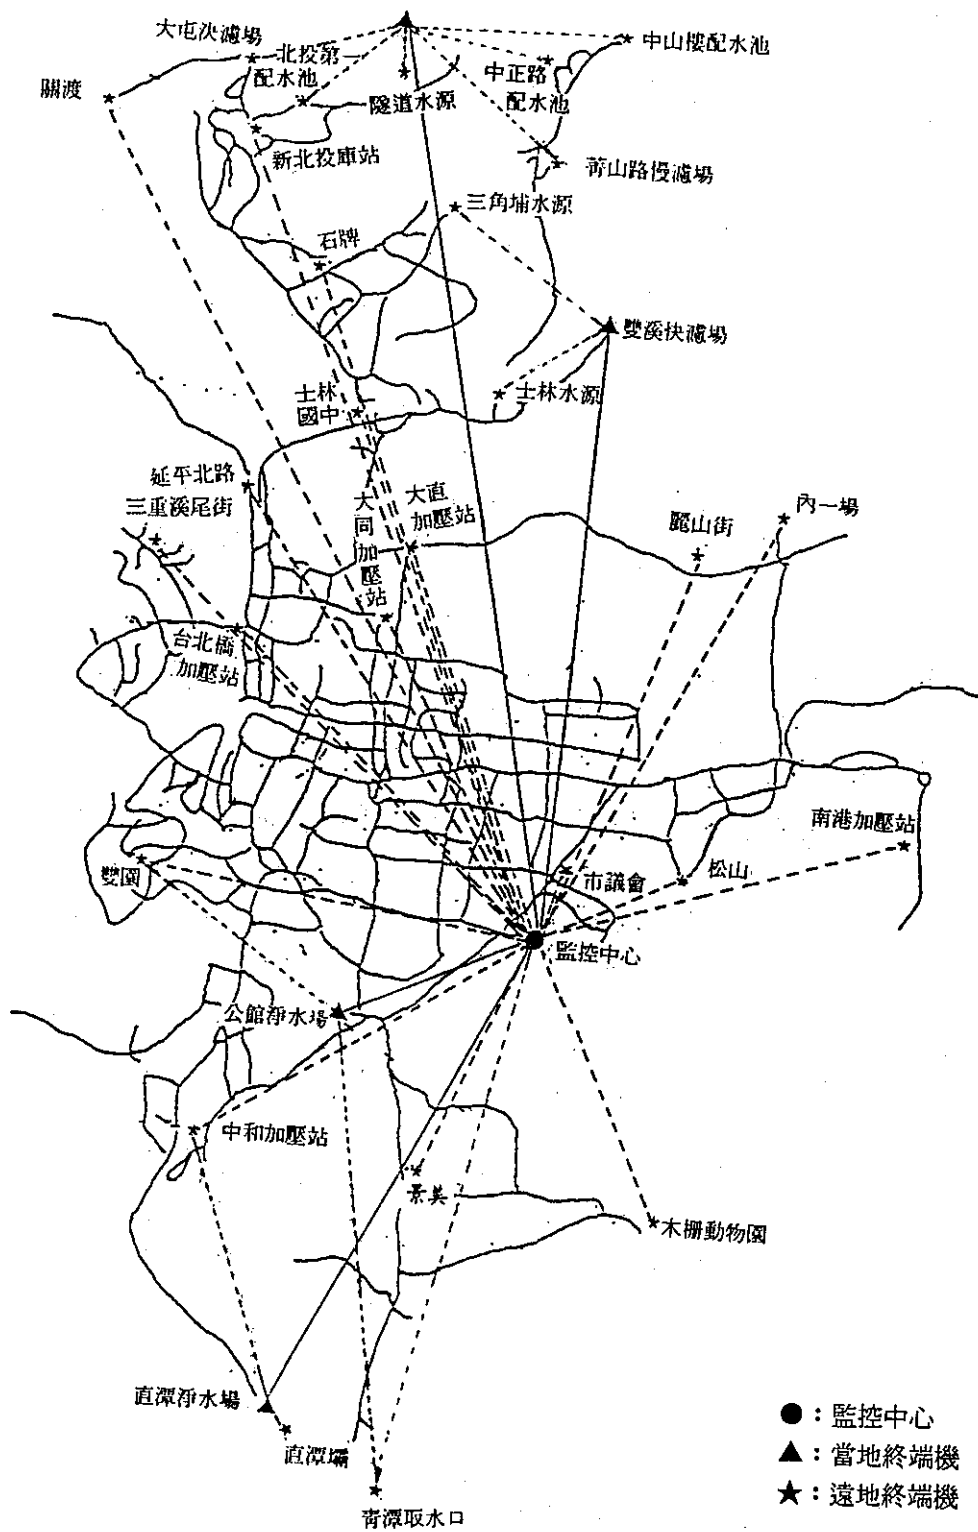 大屯決濾場
中山樓配水池
北投第一
配水池
中正路
配水池
關渡
隧道水源
新北投庫站
菁山路慢濾場
三角埔水源
石牌
雙溪快濾場
士林
國中
士林水源
延平北路
三重溪尾街
大同加壓站
大直
加壓站
麗山街
內一場
台北橋
加壓站
南港加壓站
雙園
市議會
松山
監控中心
公館淨水場
中和加壓站
景美
木柵動物園
直潭淨水場
直潭壩
青潭取水口
●：監控中心
▲：當地終端機
★：遠地終端機